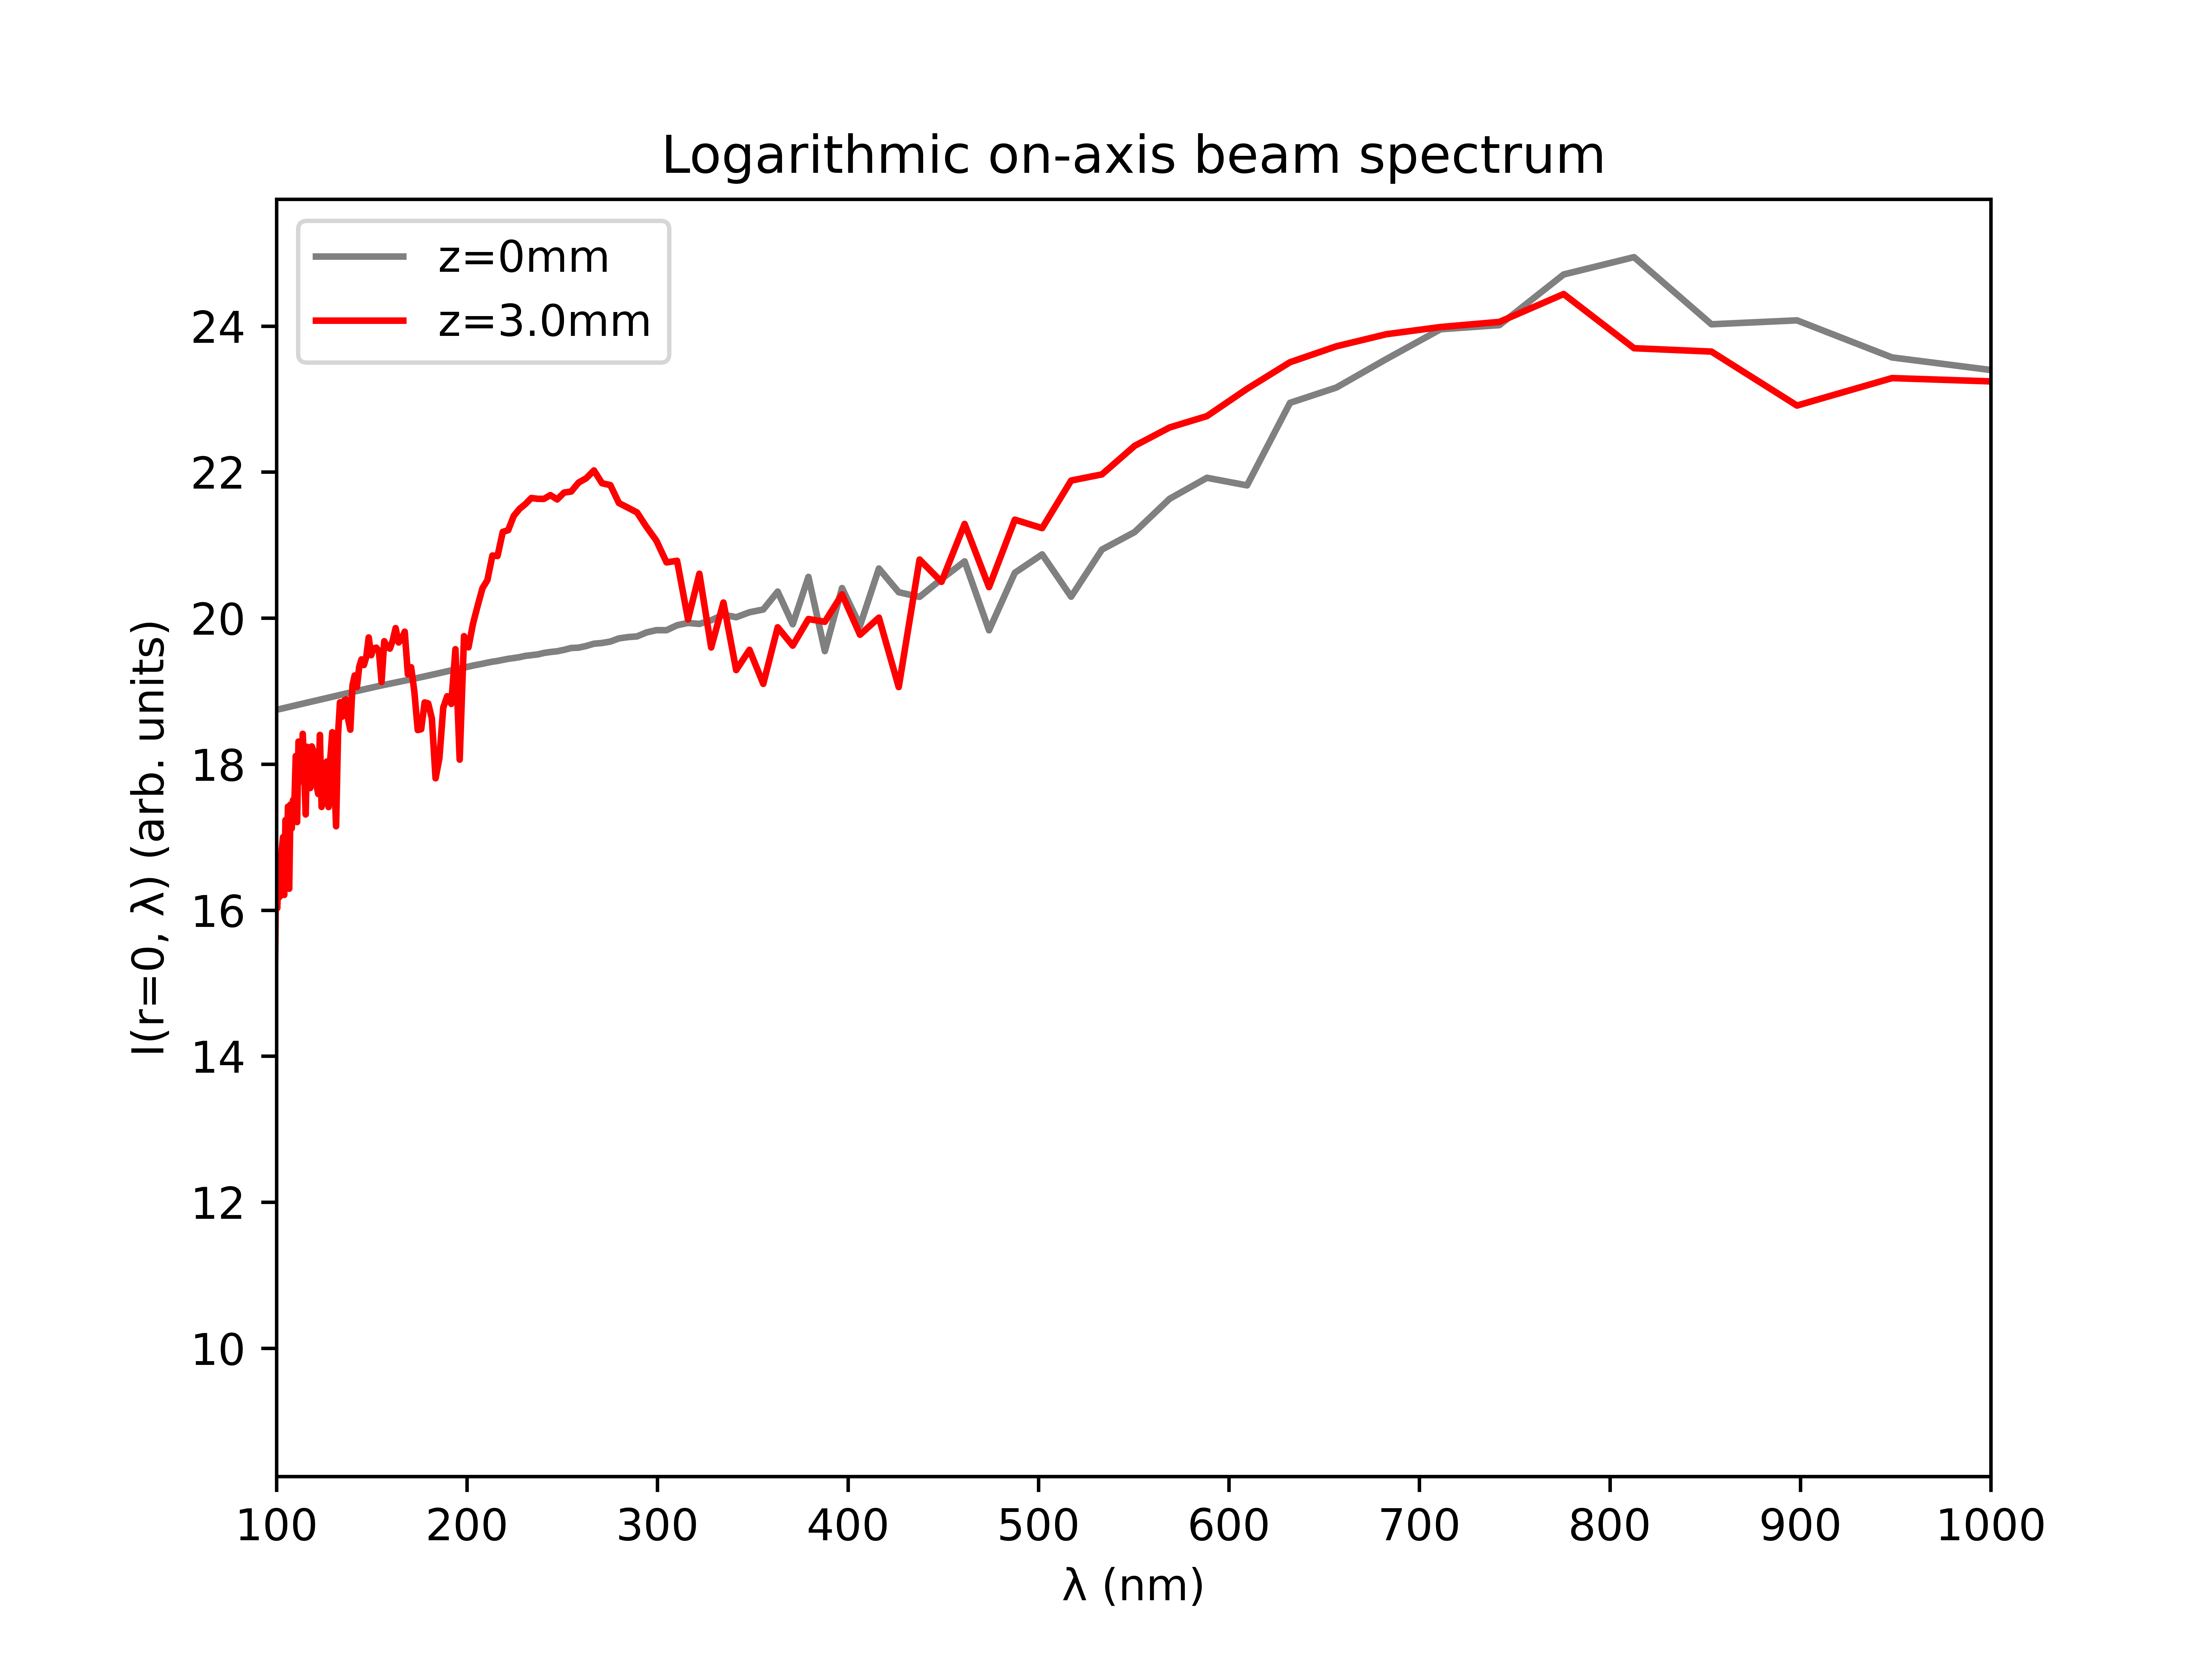 Logarithmic on-axis beam spectrum
z=0mm
z=3.0mm
I(r=0, λ) (arb. units)
24
22
20
18
16
14
12
10
100 200 300 400 500 600 700 800 900 1000
λ (nm)